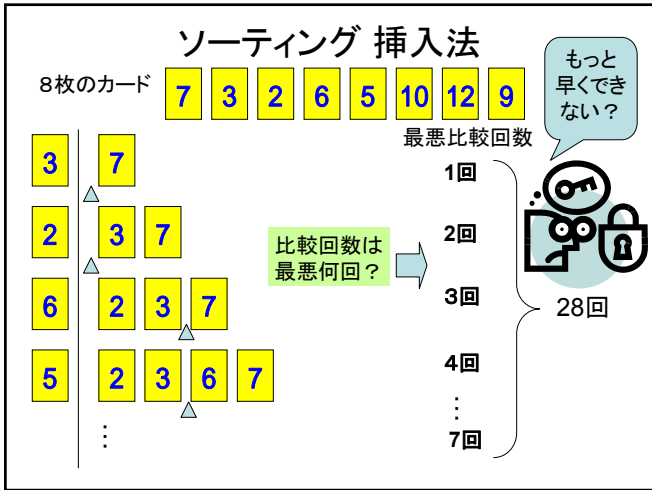 ソーティング 挿入法
8枚のカード
7 3 2 6 5 10 12 9
もっと
早くでき
ない？
最悪比較回数
3 7
1回
2 3 7
2回
比較回数は
最悪何回？
6 2 3 7
3回
28回
5 2 3 6 7
4回
⋮
⋮
7回